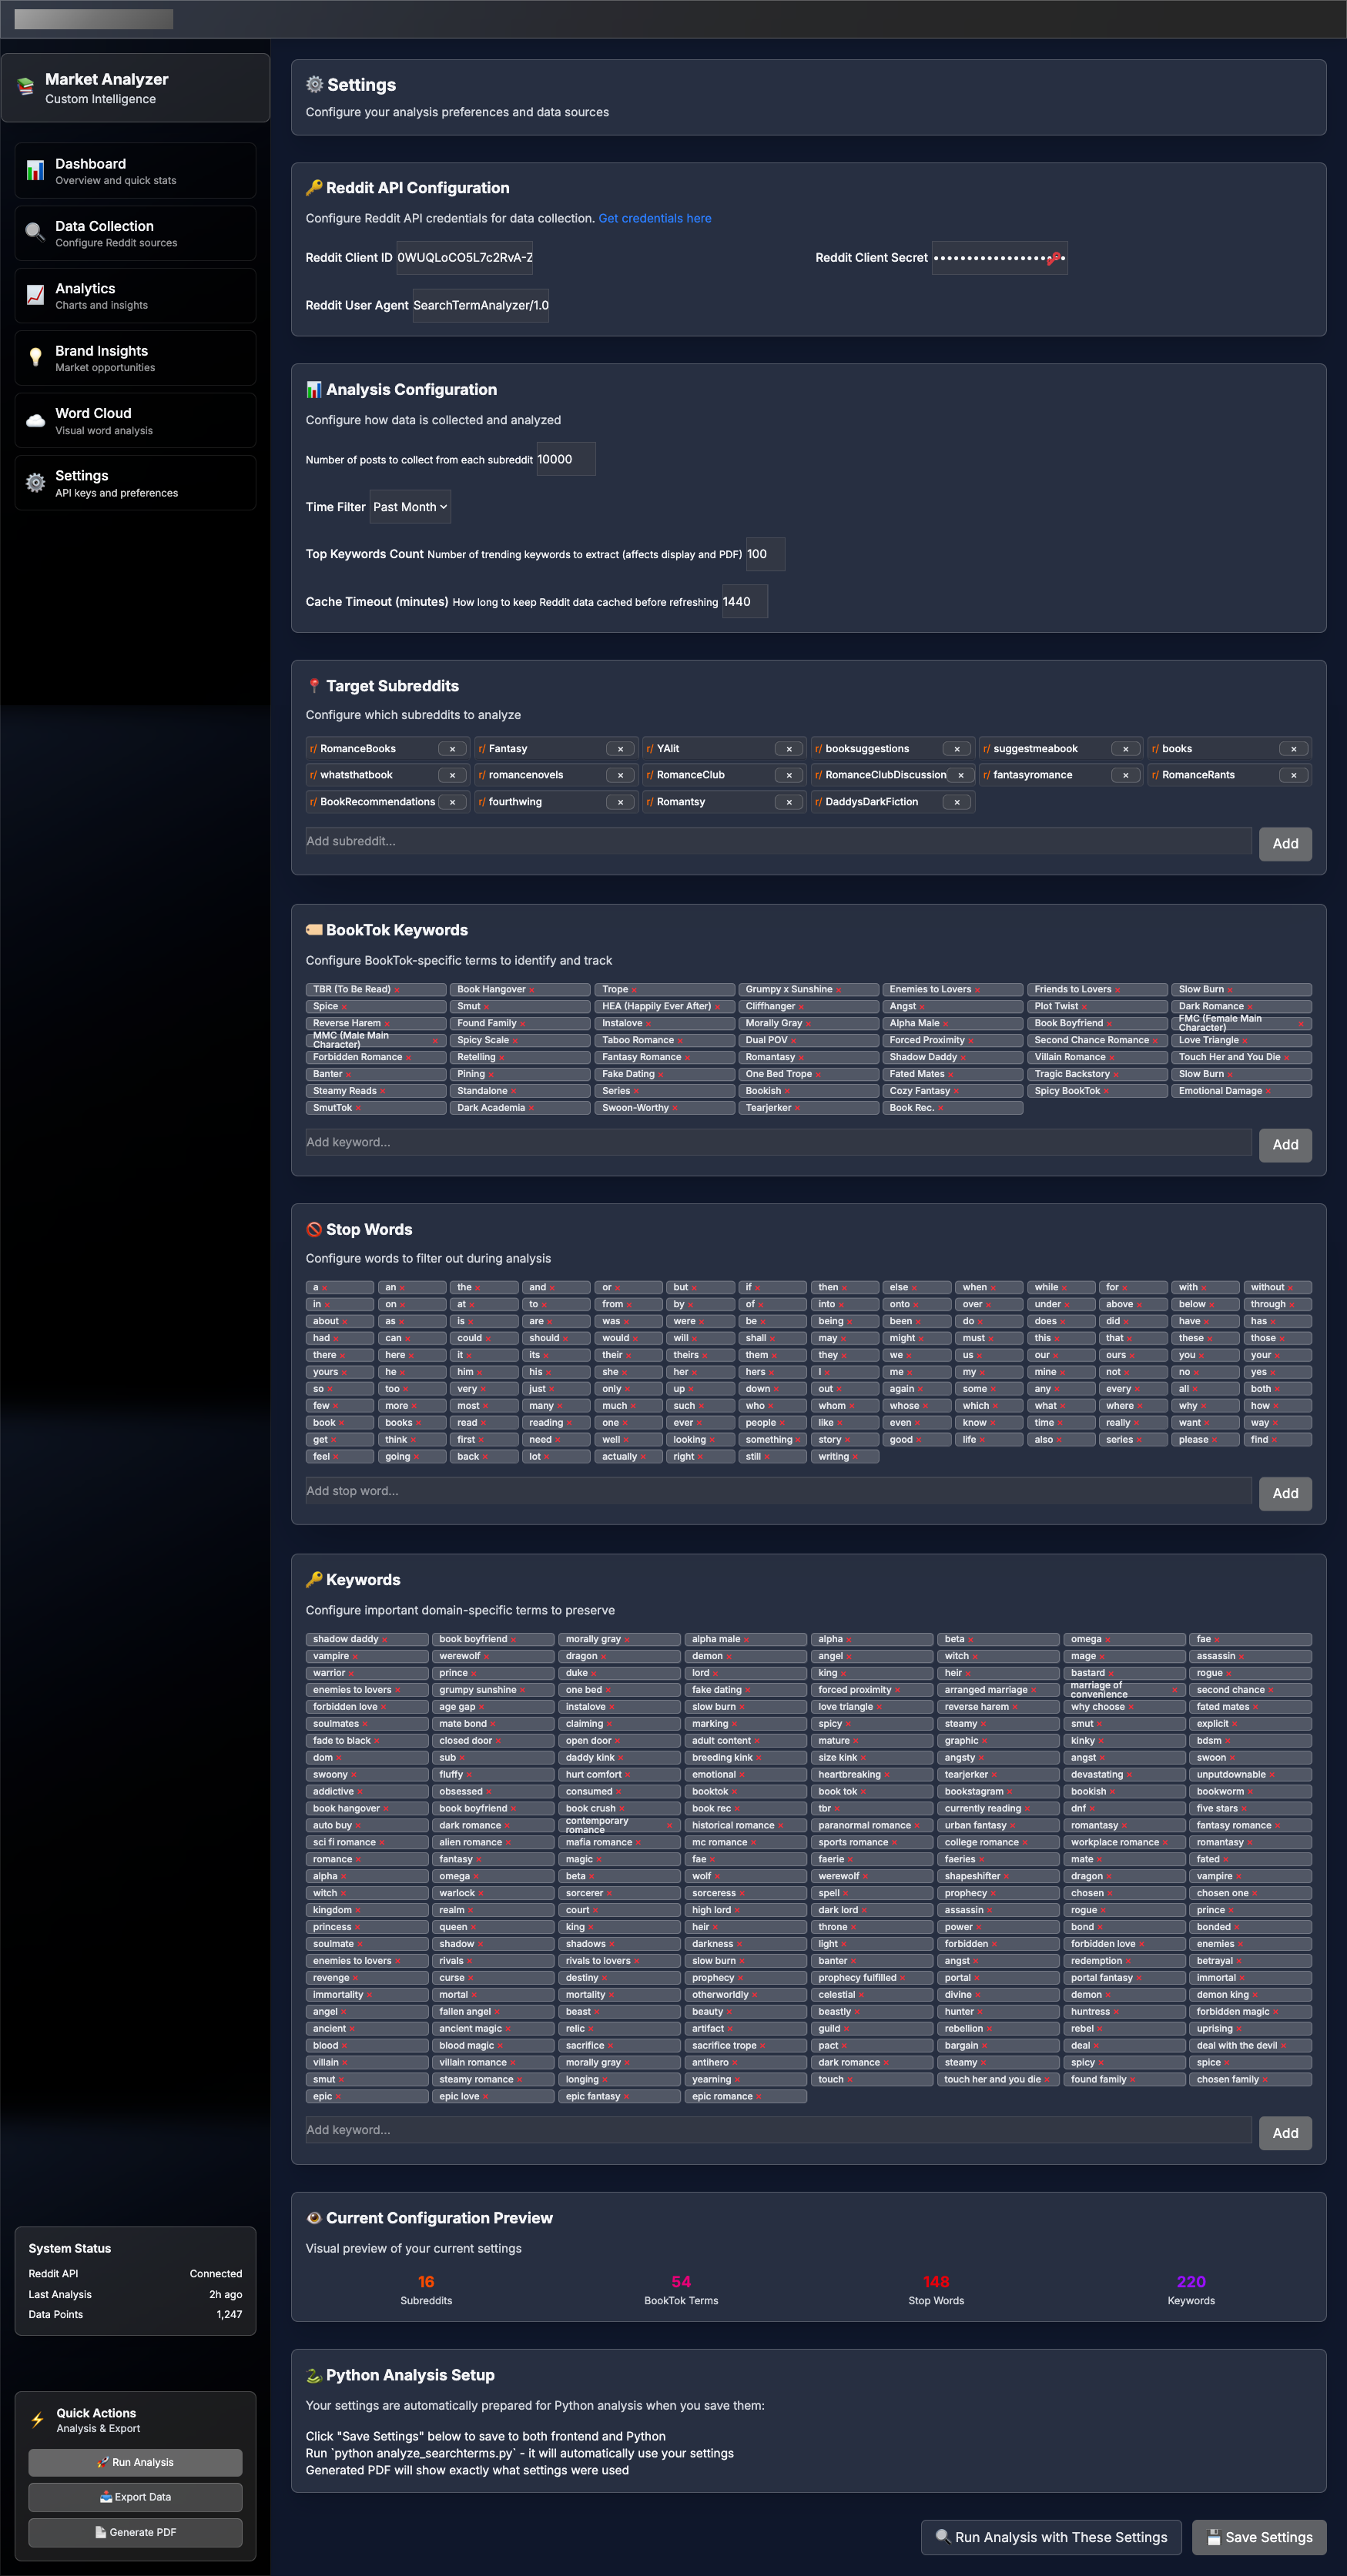 Market Analyzer
Custom Intelligence
Dashboard
Overview and quick stats
Data Collection
Configure Reddit sources
Analytics
Charts and insights
Brand Insights
Market opportunities
Word Cloud
Visual word analysis
Settings
API keys and preferences
System Status
Reddit API Connected
Last Analysis 2h ago
Data Points 1,247
Quick Actions
Analysis & Export
Run Analysis
Export Data
Generate PDF
Settings
Configure your analysis preferences and data sources
Reddit API Configuration
Configure Reddit API credentials for data collection. Get credentials here
Reddit Client ID 0WUQLoCO5L7c2RvA-Z Reddit Client Secret
Reddit User Agent SearchTermAnalyzer/1.0
Analysis Configuration
Configure how data is collected and analyzed
Number of posts to collect from each subreddit 10000
Time Filter Past Month
Top Keywords Count Number of trending keywords to extract (affects display and PDF) 100
Cache Timeout (minutes) How long to keep Reddit data cached before refreshing 1440
Target Subreddits
Configure which subreddits to analyze
r/ RomanceBooks × r/ Fantasy × r/ YAlit × r/ booksuggestions × r/ suggestmeabook × r/ books ×
r/ whatsthatbook × r/ romancenovels × r/ RomanceClub × r/ RomanceClubDiscussion × r/ fantasyromance × r/ RomanceRants ×
r/ BookRecommendations × r/ fourthwing × r/ Romantsy × r/ DaddysDarkFiction ×
Add subreddit... Add
BookTok Keywords
Configure BookTok-specific terms to identify and track
TBR (To Be Read) × Book Hangover × Trope × Grumpy x Sunshine × Enemies to Lovers × Friends to Lovers × Slow Burn ×
Spice × Smut × HEA (Happily Ever After) × Cliffhanger × Angst × Plot Twist × Dark Romance ×
Reverse Harem × Found Family × Instalove × Morally Gray × Alpha Male × Book Boyfriend × FMC (Female Main Character) ×
MMC (Male Main Character) × Spicy Scale × Taboo Romance × Dual POV × Forced Proximity × Second Chance Romance × Love Triangle ×
Forbidden Romance × Retelling × Fantasy Romance × Romantasy × Shadow Daddy × Villain Romance × Touch Her and You Die ×
Banter × Pining × Fake Dating × One Bed Trope × Fated Mates × Tragic Backstory × Slow Burn ×
Steamy Reads × Standalone × Series × Bookish × Cozy Fantasy × Spicy BookTok × Emotional Damage ×
SmutTok × Dark Academia × Swoon-Worthy × Tearjerker × Book Rec. ×
Add keyword... Add
Stop Words
Configure words to filter out during analysis
a × an × the × and × or × but × if × then × else × when × while × for × with × without ×
in × on × at × to × from × by × of × into × onto × over × under × above × below × through ×
about × as × is × are × was × were × be × being × been × do × does × did × have × has ×
had × can × could × should × would × will × shall × may × might × must × this × that × these × those ×
there × here × it × its × their × theirs × them × they × we × us × our × ours × you × your ×
yours × he × him × his × she × her × hers × I × me × my × mine × not × no × yes ×
so × too × very × just × only × up × down × out × again × some × any × every × all × both ×
few × more × most × many × much × such × who × whom × whose × which × what × where × why × how ×
book × books × read × reading × one × ever × people × like × even × know × time × really × want × way ×
get × think × first × need × well × looking × something × story × good × life × also × series × please × find ×
feel × going × back × lot × actually × right × still × writing ×
Add stop word... Add
Keywords
Configure important domain-specific terms to preserve
shadow daddy × book boyfriend × morally gray × alpha male × alpha × beta × omega × fae ×
vampire × werewolf × dragon × demon × angel × witch × mage × assassin ×
warrior × prince × duke × lord × king × heir × bastard × rogue ×
enemies to lovers × grumpy sunshine × one bed × fake dating × forced proximity × arranged marriage × marriage of convenience × second chance ×
forbidden love × age gap × instalove × slow burn × love triangle × reverse harem × why choose × fated mates ×
soulmates × mate bond × claiming × marking × spicy × steamy × smut × explicit ×
fade to black × closed door × open door × adult content × mature × graphic × kinky × bdsm ×
dom × sub × daddy kink × breeding kink × size kink × angsty × angst × swoon ×
swoony × fluffy × hurt comfort × emotional × heartbreaking × tearjerker × devastating × unputdownable ×
addictive × obsessed × consumed × booktok × book tok × bookstagram × bookish × bookworm ×
book hangover × book boyfriend × book crush × book rec × tbr × currently reading × dnf × five stars ×
auto buy × dark romance × contemporary romance × historical romance × paranormal romance × urban fantasy × romantasy × fantasy romance ×
sci fi romance × alien romance × mafia romance × mc romance × sports romance × college romance × workplace romance × romantasy ×
romance × fantasy × magic × fae × faerie × faeries × mate × fated ×
alpha × omega × beta × wolf × werewolf × shapeshifter × dragon × vampire ×
witch × warlock × sorcerer × sorceress × spell × prophecy × chosen × chosen one ×
kingdom × realm × court × high lord × dark lord × assassin × rogue × prince ×
princess × queen × king × heir × throne × power × bond × bonded ×
soulmate × shadow × shadows × darkness × light × forbidden × forbidden love × enemies ×
enemies to lovers × rivals × rivals to lovers × slow burn × banter × angst × redemption × betrayal ×
revenge × curse × destiny × prophecy × prophecy fulfilled × portal × portal fantasy × immortal ×
immortality × mortal × mortality × otherworldly × celestial × divine × demon × demon king ×
angel × fallen angel × beast × beauty × beastly × hunter × huntress × forbidden magic ×
ancient × ancient magic × relic × artifact × guild × rebellion × rebel × uprising ×
blood × blood magic × sacrifice × sacrifice trope × pact × bargain × deal × deal with the devil ×
villain × villain romance × morally gray × antihero × dark romance × steamy × spicy × spice ×
smut × steamy romance × longing × yearning × touch × touch her and you die × found family × chosen family ×
epic × epic love × epic fantasy × epic romance ×
Add keyword... Add
Current Configuration Preview
Visual preview of your current settings
16 54 148 220
Subreddits BookTok Terms Stop Words Keywords
Python Analysis Setup
Your settings are automatically prepared for Python analysis when you save them:
Click "Save Settings" below to save to both frontend and Python
Run `python analyze_searchterms.py` - it will automatically use your settings
Generated PDF will show exactly what settings were used
Run Analysis with These Settings Save Settings